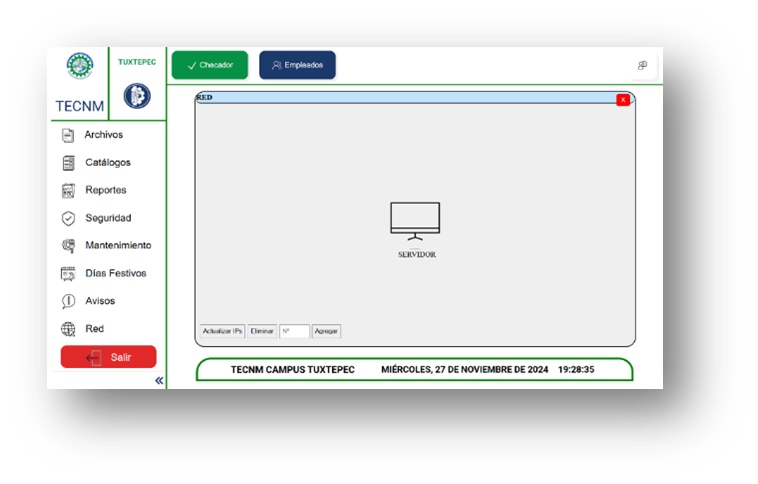 TECNM
TUXTEPEC
Checador
Empleados
Archivos
Catálogos
Reportes
Seguridad
Mantenimiento
Días Festivos
Avisos
Red
Salir
«
RED
X
SERVIDOR
Actualizar IPs Eliminar N° Agregar
TECNM CAMPUS TUXTEPEC MIÉRCOLES, 27 DE NOVIEMBRE DE 2024 19:28:35